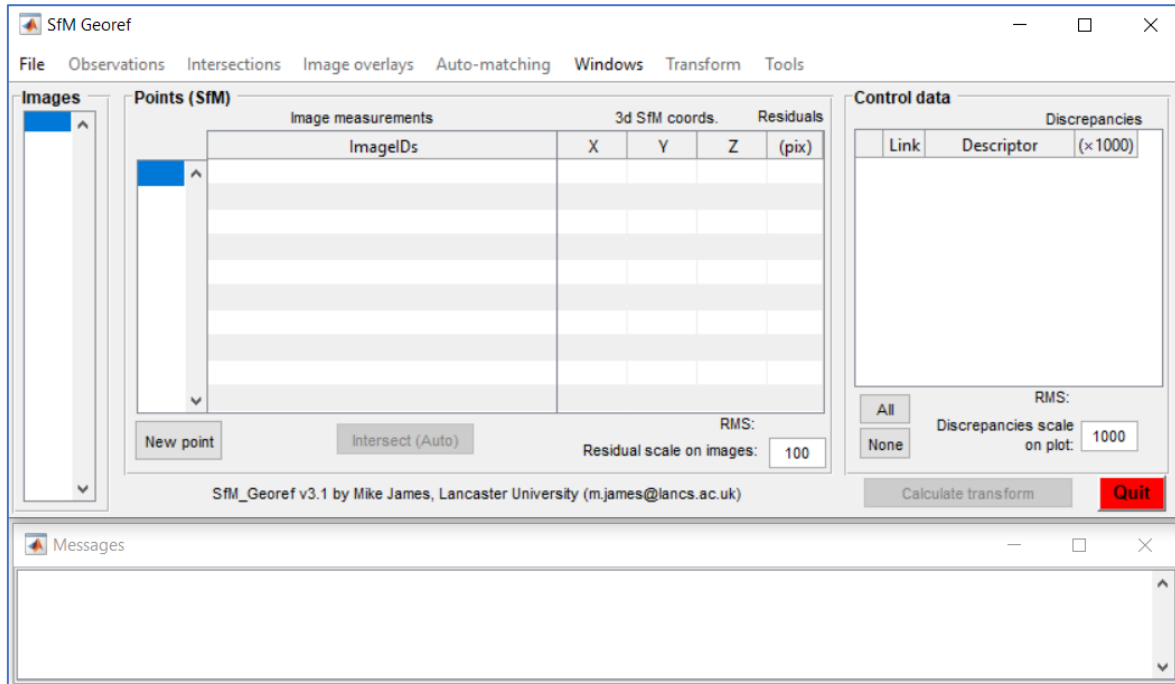 SfM Georef
File Observations Intersections Image overlays Auto-matching Windows Transform Tools
Images
Points (SfM)
Image measurements 3d SfM coords. Residuals
ImageIDs X Y Z (pix)
New point
Intersect (Auto)
RMS:
Residual scale on images: 100
Control data
Discrepancies
Link Descriptor (×1000)
All
None
RMS:
Discrepancies scale
on plot: 1000
SfM_Georef v3.1 by Mike James, Lancaster University (m.james@lancs.ac.uk)
Calculate transform
Quit
Messages